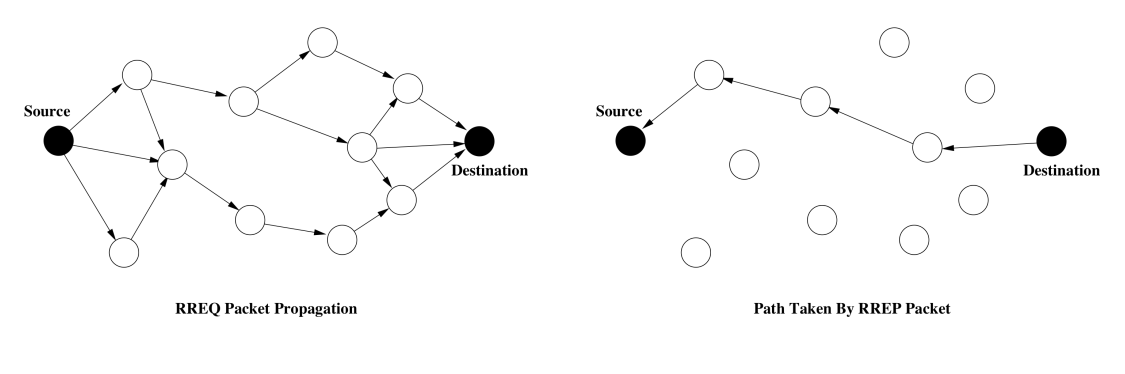 Source
Destination
RREQ Packet Propagation
Source
Destination
Path Taken By RREP Packet